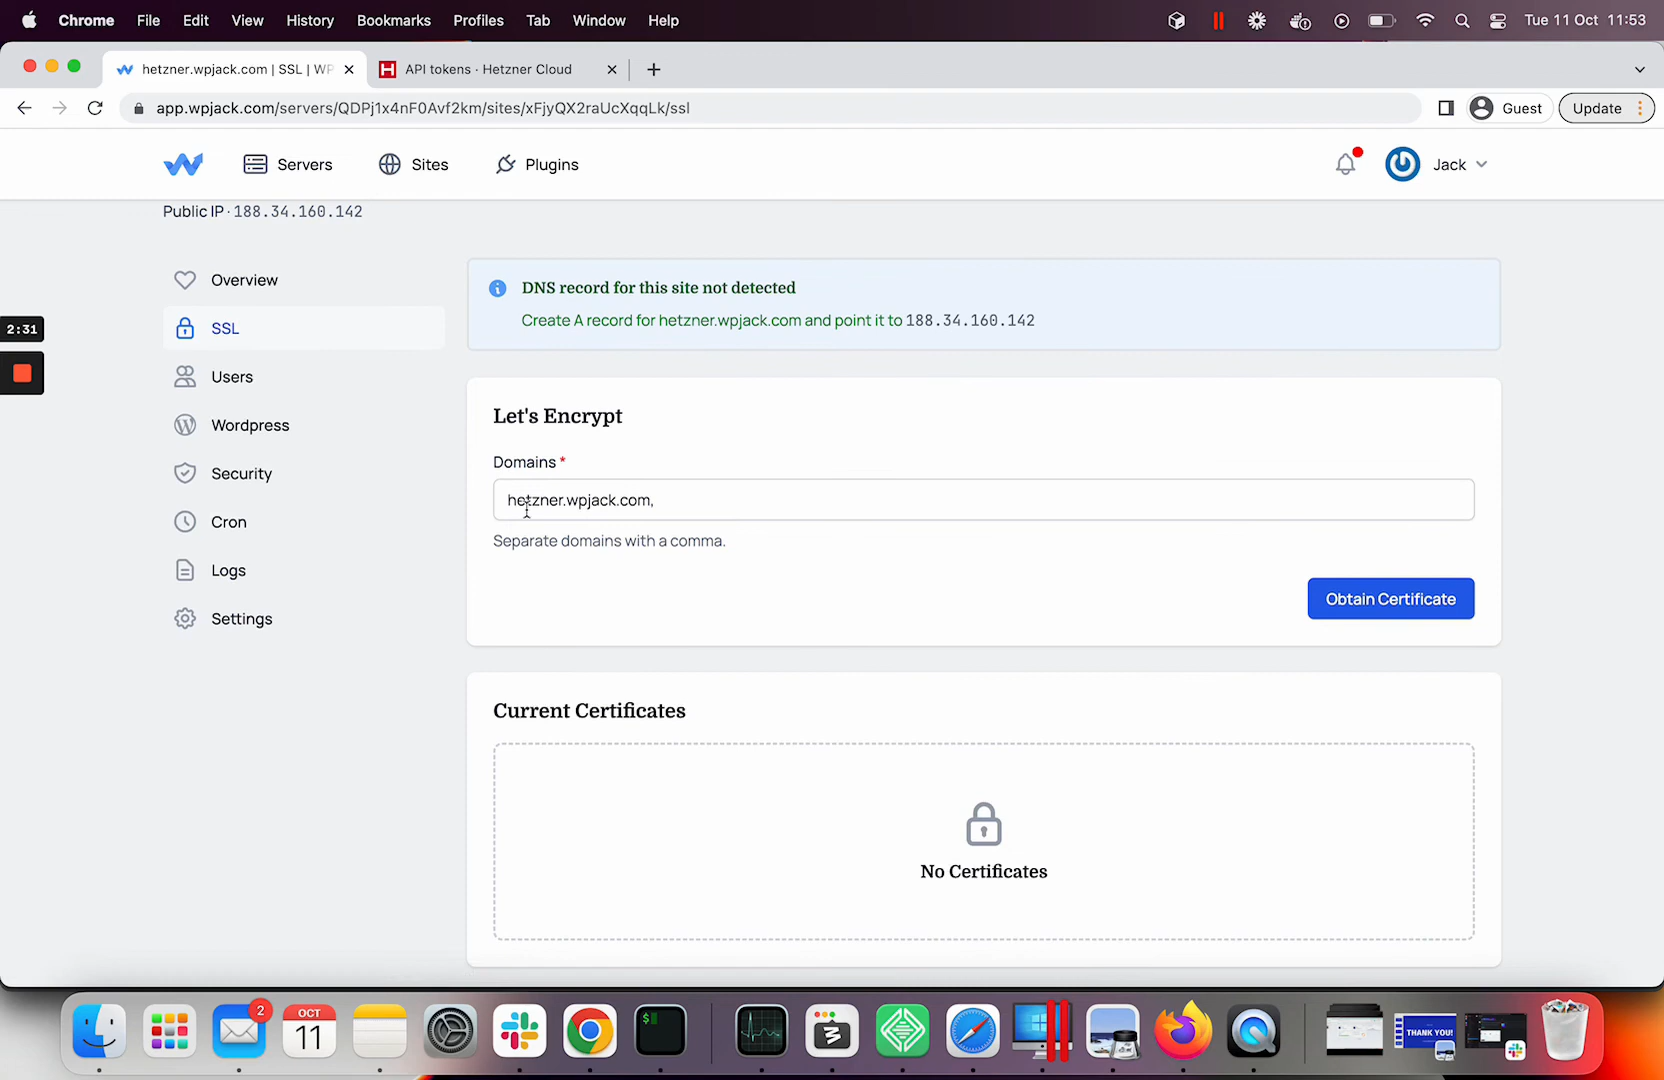 Chrome File Edit View History Bookmarks Profiles Tab Window Help Tue 11 Oct 11:53
hetzner.wpjack.com | SSL | WP
API tokens · Hetzner Cloud
app.wpjack.com/servers/QDPj1x4nF0Avf2km/sites/xFjyQX2raUcXqqLk/ssl
Guest
Update
Servers
Sites
Plugins
Jack
Public IP · 188.34.160.142
Overview
SSL
Users
Wordpress
Security
Cron
Logs
Settings
2:31
DNS record for this site not detected
Create A record for hetzner.wpjack.com and point it to 188.34.160.142
Let's Encrypt
Domains *
hetzner.wpjack.com,
Separate domains with a comma.
Obtain Certificate
Current Certificates
No Certificates
2
OCT
11
$
THANK YOU!